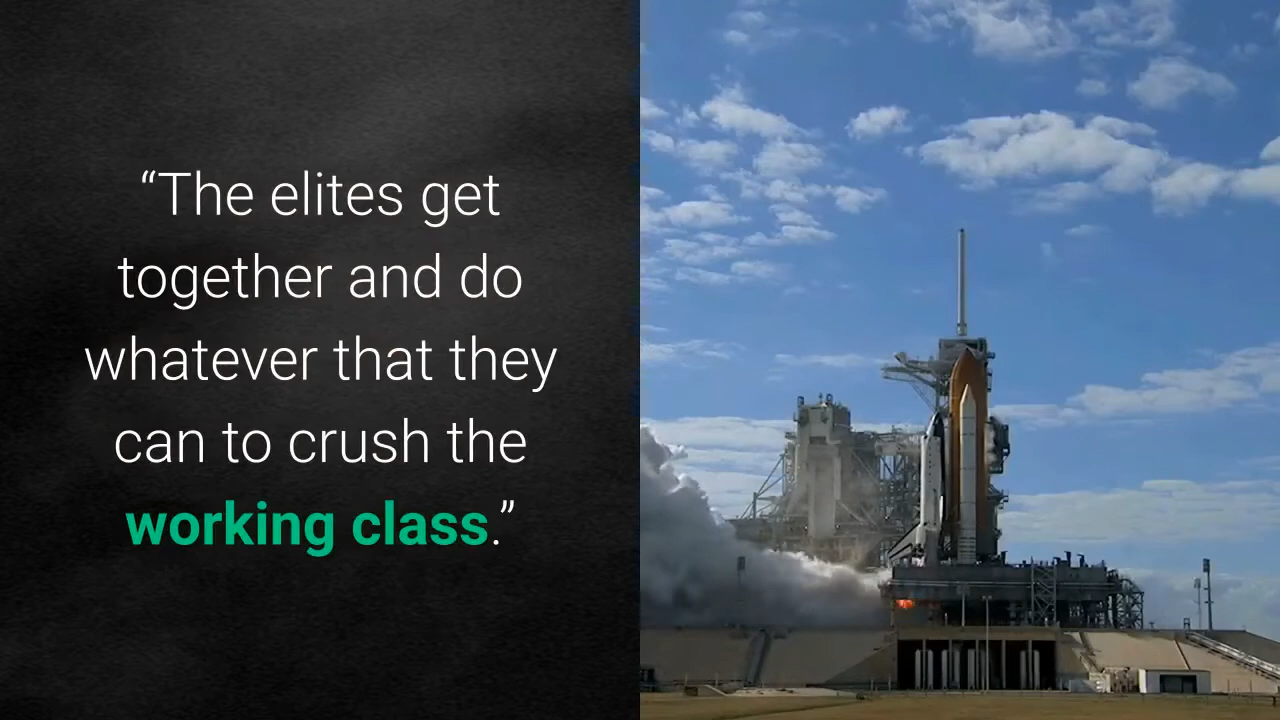 “The elites get
together and do
whatever that they
can to crush the
working class.”